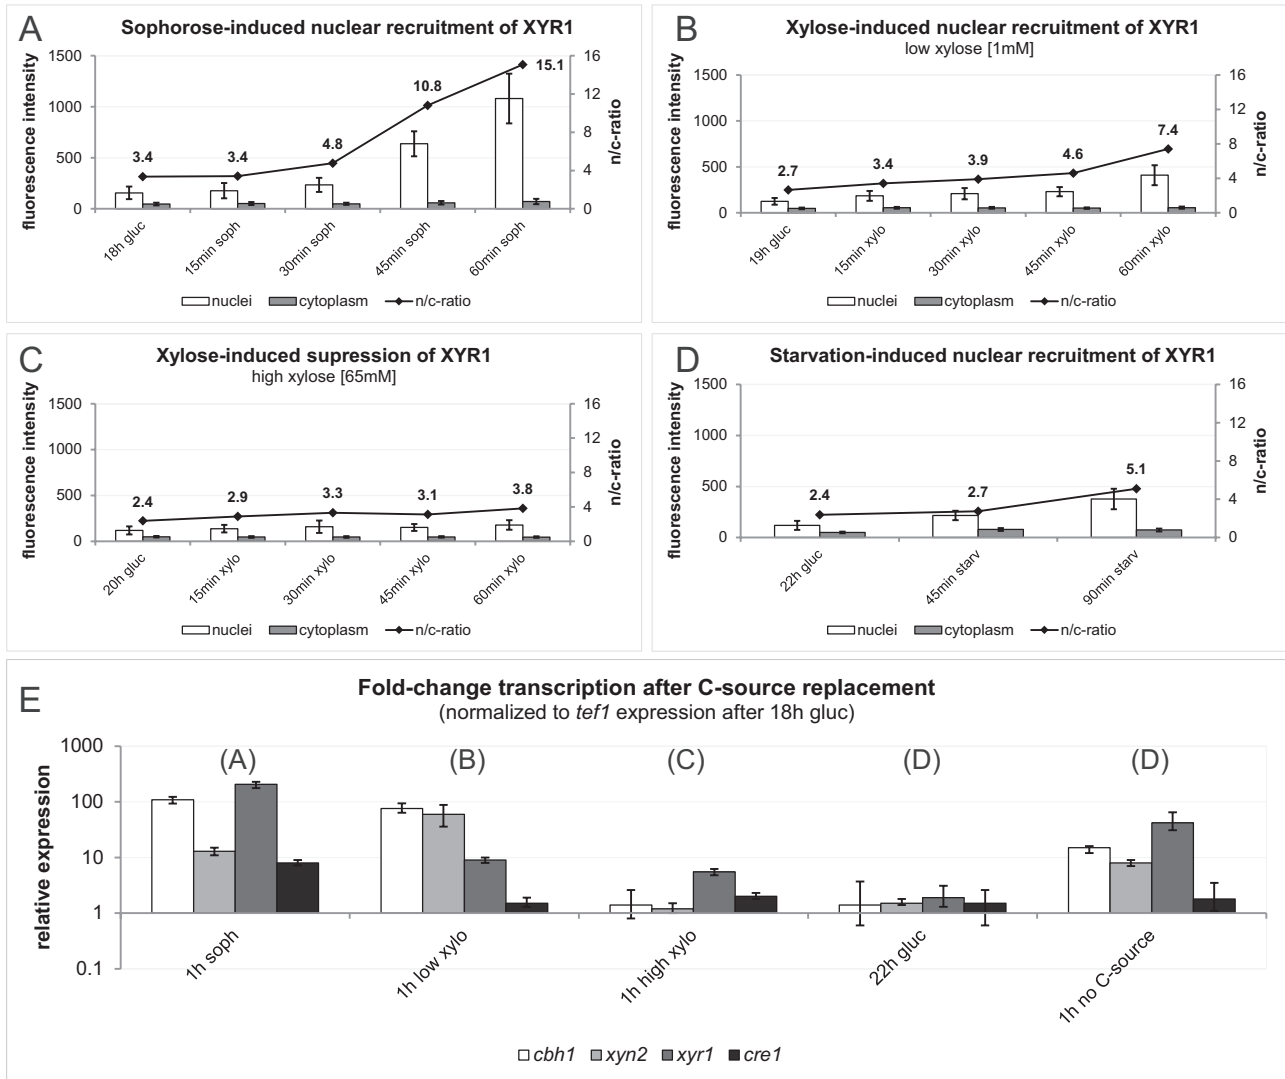 A
Sophorose-induced nuclear recruitment of XYR1
fluorescence intensity
1500
1000
500
0
3.4
3.4
4.8
10.8
15.1
16
12
8
4
0
n/c-ratio
18h gluc
15min soph
30min soph
45min soph
60min soph
nuclei cytoplasm n/c-ratio
B
Xylose-induced nuclear recruitment of XYR1
low xylose [1mM]
fluorescence intensity
1500
1000
500
0
2.7
3.4
3.9
4.6
7.4
16
12
8
4
0
n/c-ratio
19h gluc
15min xylo
30min xylo
45min xylo
60min xylo
nuclei cytoplasm n/c-ratio
C
Xylose-induced supression of XYR1
high xylose [65mM]
fluorescence intensity
1500
1000
500
0
2.4
2.9
3.3
3.1
3.8
16
12
8
4
0
n/c-ratio
20h gluc
15min xylo
30min xylo
45min xylo
60min xylo
nuclei cytoplasm n/c-ratio
D
Starvation-induced nuclear recruitment of XYR1
fluorescence intensity
1500
1000
500
0
2.4
2.7
5.1
16
12
8
4
0
n/c-ratio
22h gluc
45min starv
90min starv
nuclei cytoplasm n/c-ratio
E
Fold-change transcription after C-source replacement
(normalized to tef1 expression after 18h gluc)
relative expression
1000
100
10
1
0.1
(A)
(B)
(C)
(D)
(D)
1h soph
1h low xylo
1h high xylo
22h gluc
1h no C-source
cbh1 xyn2 xyr1 cre1